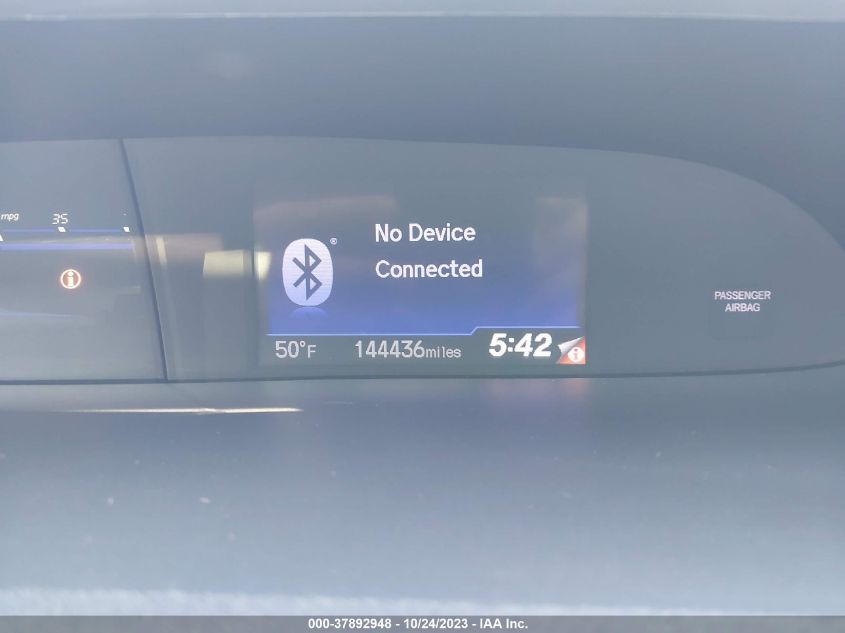 mpg 35
No Device
Connected
50°F 144436miles 5:42
PASSENGER
AIRBAG
000-37892948 - 10/24/2023 - IAA Inc.